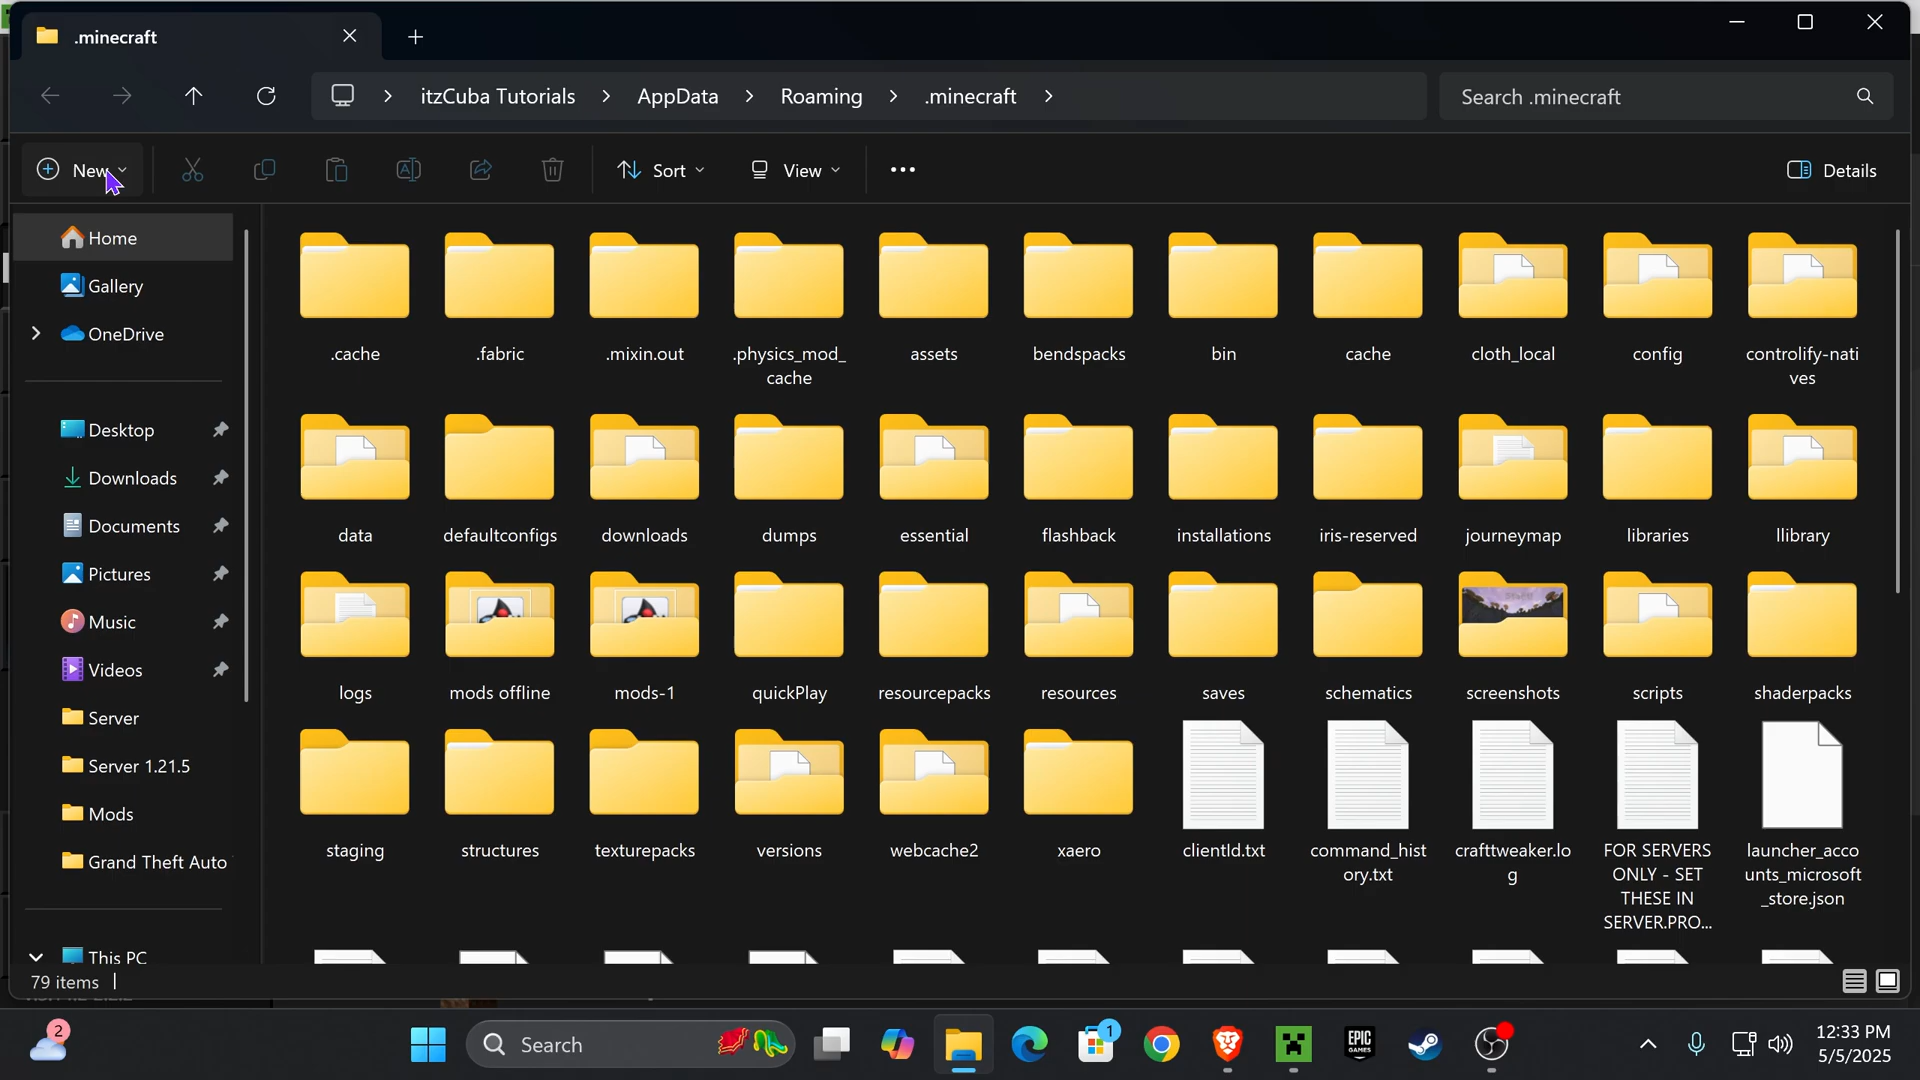 .minecraft
itzCuba Tutorials
AppData
Roaming
.minecraft
Search .minecraft
New
Sort
View
Details
Home
Gallery
OneDrive
Desktop
Downloads
Documents
Pictures
Music
Videos
Server
Server 1.21.5
Mods
Grand Theft Auto
This PC
.cache
.fabric
.mixin.out
.physics_mod_
cache
assets
bendspacks
bin
cache
cloth_local
config
controlify-nati
ves
data
defaultconfigs
downloads
dumps
essential
flashback
installations
iris-reserved
journeymap
libraries
llibrary
logs
mods offline
mods-1
quickPlay
resourcepacks
resources
saves
schematics
screenshots
scripts
shaderpacks
staging
structures
texturepacks
versions
webcache2
xaero
clientId.txt
command_hist
ory.txt
crafttweaker.lo
g
FOR SERVERS
ONLY - SET
THESE IN
SERVER.PRO...
launcher_acco
unts_microsoft
_store.json
79 items
2
Search
1
EPIC
GAMES
12:33 PM
5/5/2025